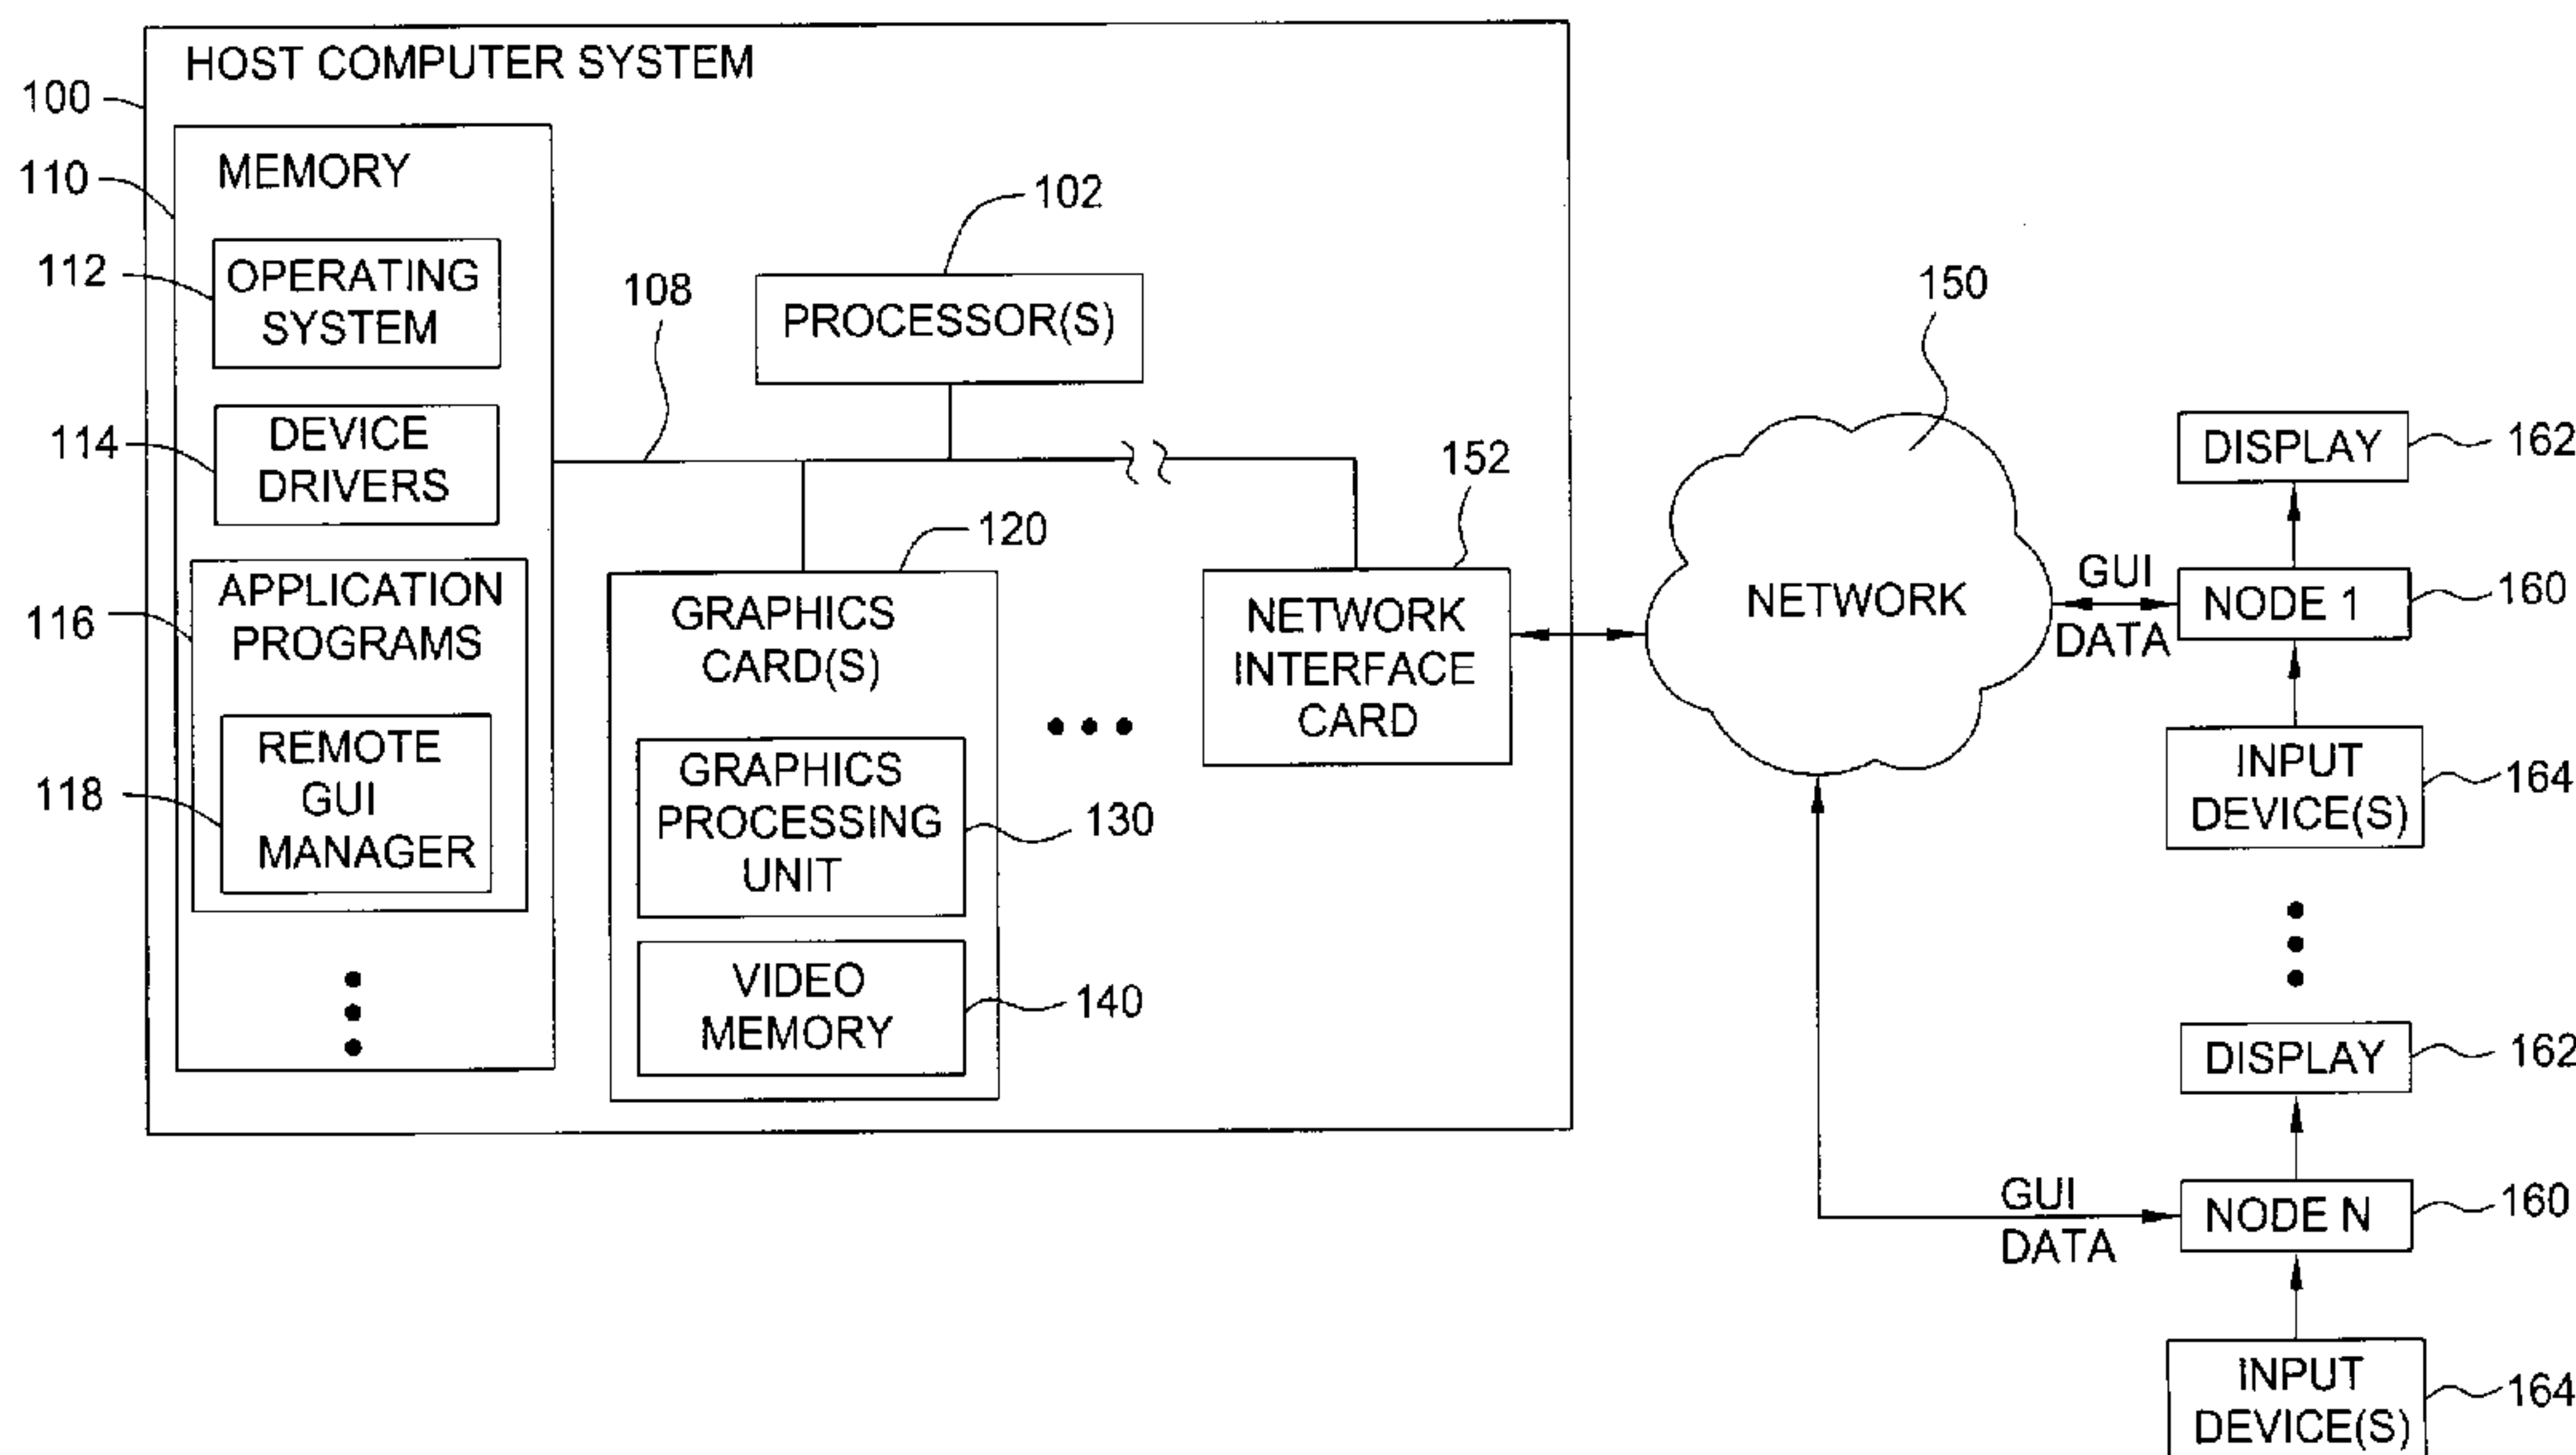 HOST COMPUTER SYSTEM
100
MEMORY
110
OPERATING
SYSTEM
112
DEVICE
DRIVERS
114
APPLICATION
PROGRAMS
116
REMOTE
GUI
MANAGER
118
108
102
PROCESSOR(S)
120
GRAPHICS
CARD(S)
GRAPHICS
PROCESSING
UNIT
130
VIDEO
MEMORY
140
152
NETWORK
INTERFACE
CARD
150
NETWORK
GUI
DATA
DISPLAY
162
NODE 1
160
INPUT
DEVICE(S)
164
DISPLAY
162
GUI
DATA
NODE N
160
INPUT
DEVICE(S)
164